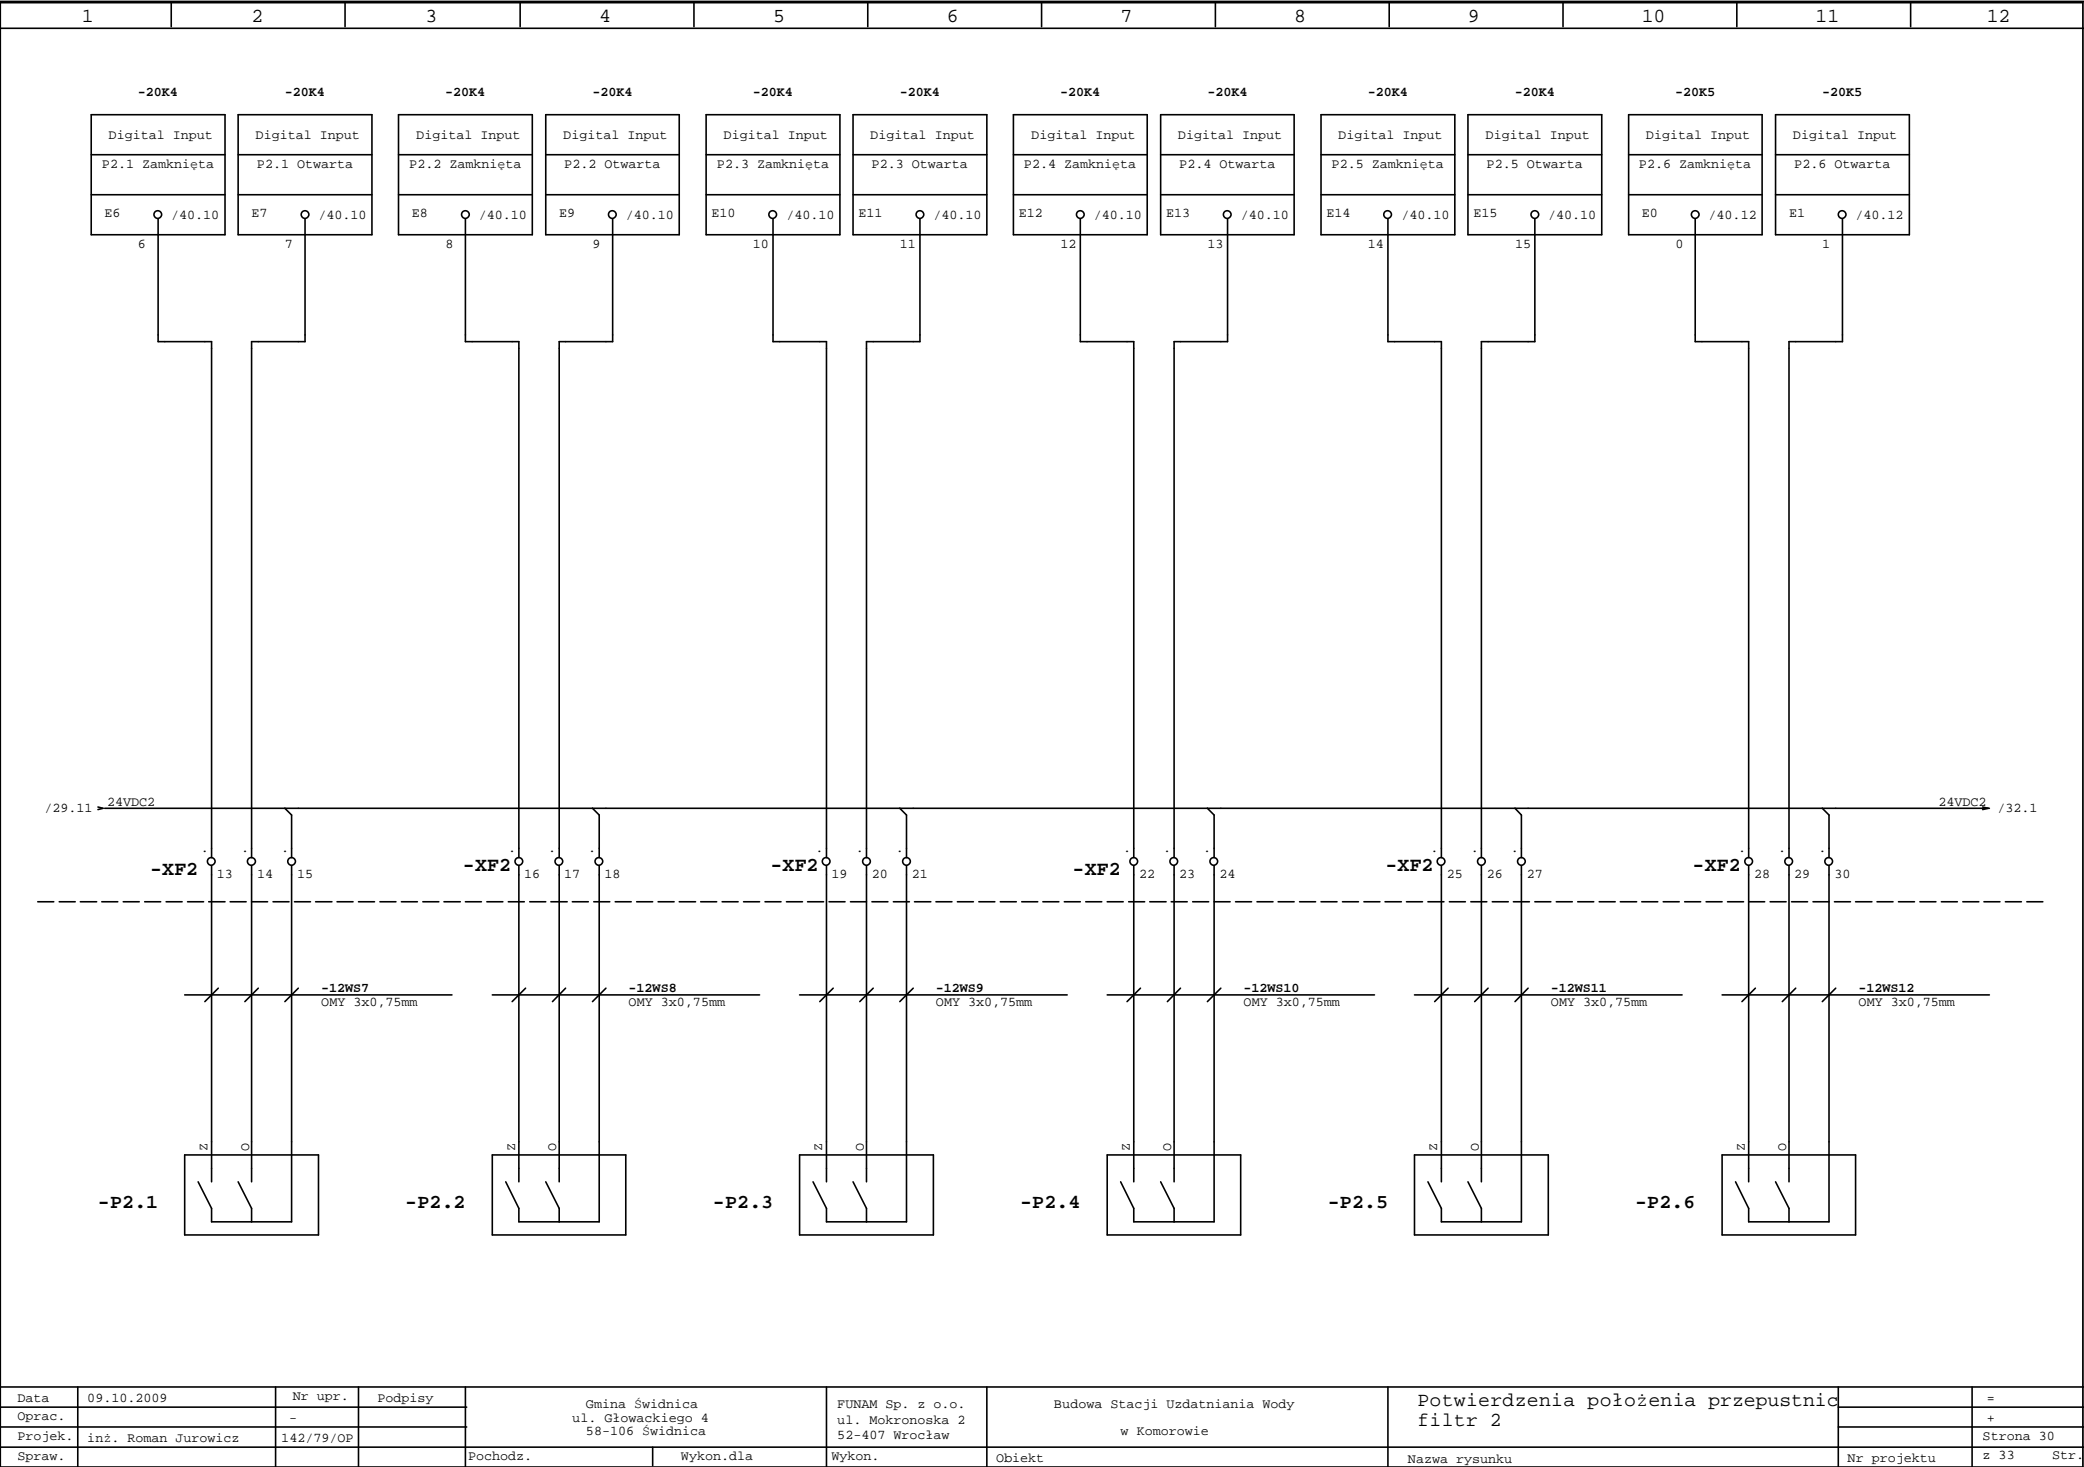 1 2 3 4 5 6 7 8 9 10 11 12
-20K4 -20K4 -20K4 -20K4 -20K4 -20K4 -20K4 -20K4 -20K4 -20K4 -20K5 -20K5
Digital Input Digital Input Digital Input Digital Input Digital Input Digital Input Digital Input Digital Input Digital Input Digital Input Digital Input Digital Input
P2.1 Zamknięta P2.1 Otwarta P2.2 Zamknięta P2.2 Otwarta P2.3 Zamknięta P2.3 Otwarta P2.4 Zamknięta P2.4 Otwarta P2.5 Zamknięta P2.5 Otwarta P2.6 Zamknięta P2.6 Otwarta
E6 /40.10 E7 /40.10 E8 /40.10 E9 /40.10 E10 /40.10 E11 /40.10 E12 /40.10 E13 /40.10 E14 /40.10 E15 /40.10 E0 /40.12 E1 /40.12
6 7 8 9 10 11 12 13 14 15 0 1
/29.11 24VDC2 24VDC2 /32.1
-XF2 13 14 15 -XF2 16 17 18 -XF2 19 20 21 -XF2 22 23 24 -XF2 25 26 27 -XF2 28 29 30
-12WS7 -12WS8 -12WS9 -12WS10 -12WS11 -12WS12
OMY 3x0,75mm OMY 3x0,75mm OMY 3x0,75mm OMY 3x0,75mm OMY 3x0,75mm OMY 3x0,75mm
Z O Z O Z O Z O Z O Z O
-P2.1 -P2.2 -P2.3 -P2.4 -P2.5 -P2.6
Data 09.10.2009 Nr upr. Podpisy
Oprac. -
Projek. inż. Roman Jurowicz 142/79/OP
Spraw.
Gmina Świdnica
ul. Głowackiego 4
58-106 Świdnica
Pochodz. Wykon.dla
FUNAM Sp. z o.o.
ul. Mokronoska 2
52-407 Wrocław
Wykon.
Budowa Stacji Uzdatniania Wody
w Komorowie
Obiekt
Potwierdzenia położenia przepustnic
filtr 2
Nazwa rysunku
Nr projektu
=
+
Strona 30
z 33 Str.